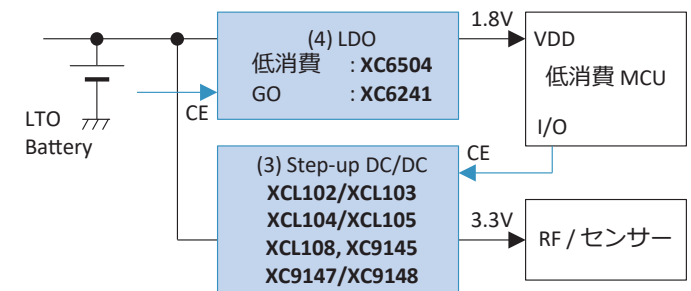 (4) LDO
低消費 : XC6504
GO : XC6241
1.8V
VDD
低消費 MCU
I/O
CE
LTO
Battery
CE
(3) Step-up DC/DC
XCL102/XCL103
XCL104/XCL105
XCL108, XC9145
XC9147/XC9148
3.3V
RF / センサー